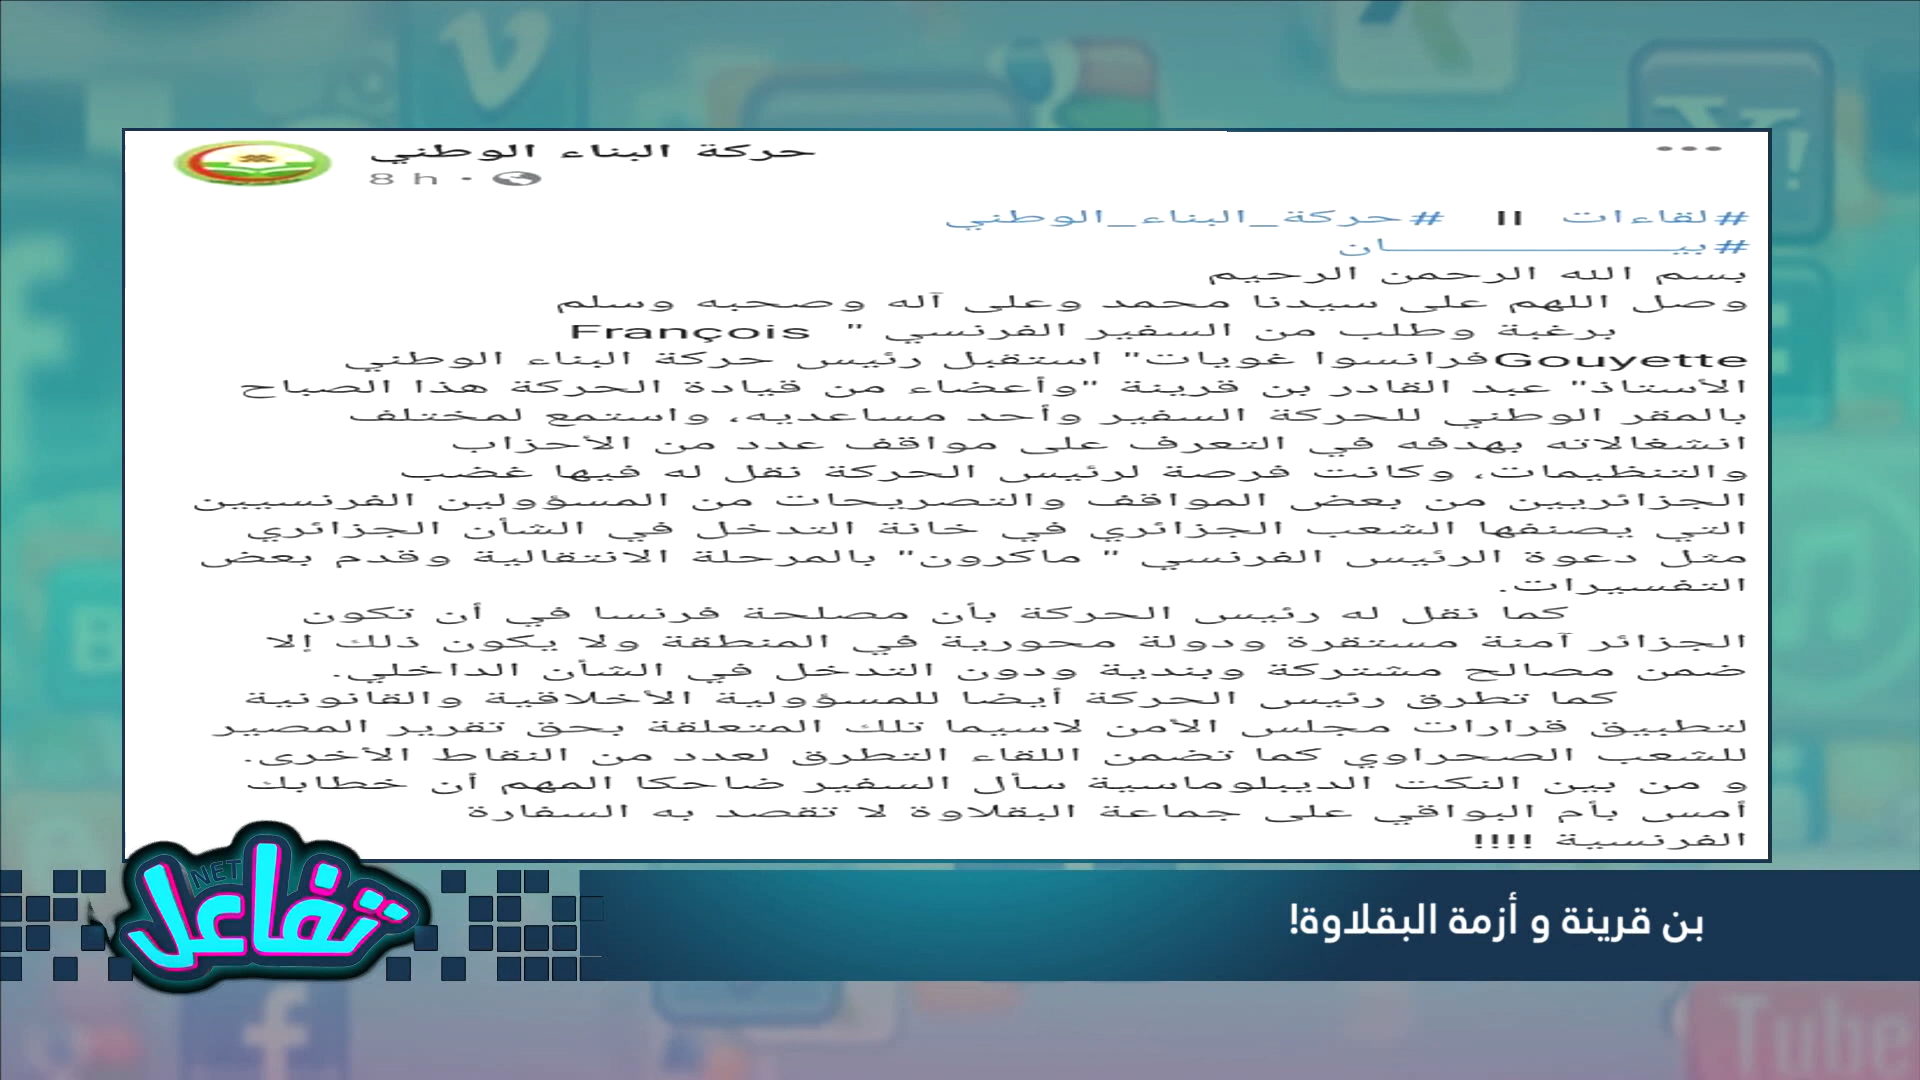 حركة البناء الوطني
8 h ·
#لقاءات || #حركة_البناء_الوطني
#بيـــــــــــــــــــــان
بسم الله الرحمن الرحيم
وصل اللهم على سيدنا محمد وعلى آله وصحبه وسلم
برغبة وطلب من السفير الفرنسي " François
Gouyetteفرانسوا غويات" استقبل رئيس حركة البناء الوطني
الأستاذ" عبد القادر بن قرينة "وأعضاء من قيادة الحركة هذا الصباح
بالمقر الوطني للحركة السفير وأحد مساعديه، واستمع لمختلف
انشغالاته بهدفه في التعرف على مواقف عدد من الأحزاب
والتنظيمات، وكانت فرصة لرئيس الحركة نقل له فيها غضب
الجزائريين من بعض المواقف والتصريحات من المسؤولين الفرنسيين
التي يصنفها الشعب الجزائري في خانة التدخل في الشأن الجزائري
مثل دعوة الرئيس الفرنسي " ماكرون" بالمرحلة الانتقالية وقدم بعض
التفسيرات.
كما نقل له رئيس الحركة بأن مصلحة فرنسا في أن تكون
الجزائر آمنة مستقرة ودولة محورية في المنطقة ولا يكون ذلك إلا
ضمن مصالح مشتركة وبندية ودون التدخل في الشأن الداخلي.
كما تطرق رئيس الحركة أيضا للمسؤولية الأخلاقية والقانونية
لتطبيق قرارات مجلس الأمن لاسيما تلك المتعلقة بحق تقرير المصير
للشعب الصحراوي كما تضمن اللقاء التطرق لعدد من النقاط الأخرى.
و من بين النكت الديبلوماسية سأل السفير ضاحكا المهم أن خطابك
أمس بأم البواقي على جماعة البقلاوة لا تقصد به السفارة
الفرنسية !!!!
بن قرينة و أزمة البقلاوة!
تفاعل NET
Tube